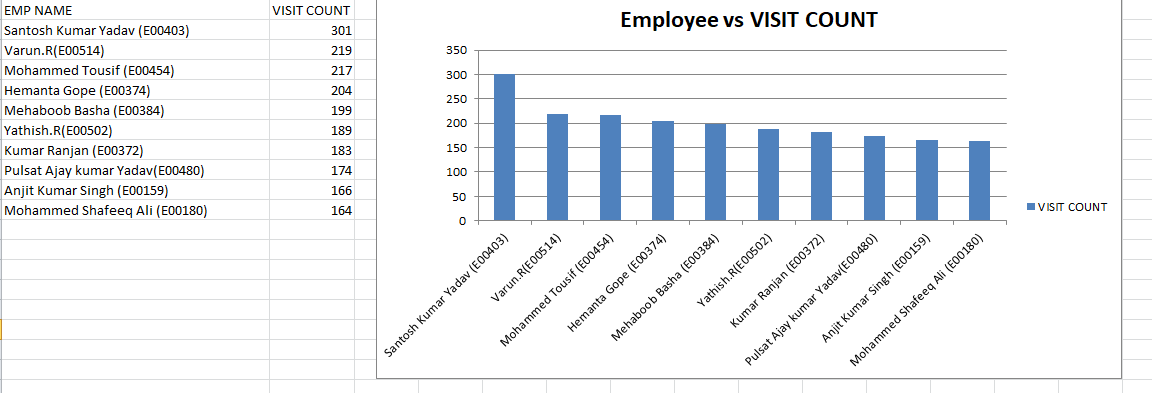 EMP NAME VISIT COUNT
Santosh Kumar Yadav (E00403) 301
Varun.R(E00514) 219
Mohammed Tousif (E00454) 217
Hemanta Gope (E00374) 204
Mehaboob Basha (E00384) 199
Yathish.R(E00502) 189
Kumar Ranjan (E00372) 183
Pulsat Ajay kumar Yadav(E00480) 174
Anjit Kumar Singh (E00159) 166
Mohammed Shafeeq Ali (E00180) 164
Employee vs VISIT COUNT
350
300
250
200
150
100
50
0
Santosh Kumar Yadav (E00403)
Varun.R(E00514)
Mohammed Tousif (E00454)
Hemanta Gope (E00374)
Mehaboob Basha (E00384)
Yathish.R(E00502)
Kumar Ranjan (E00372)
Pulsat Ajay kumar Yadav(E00480)
Anjit Kumar Singh (E00159)
Mohammed Shafeeq Ali (E00180)
VISIT COUNT